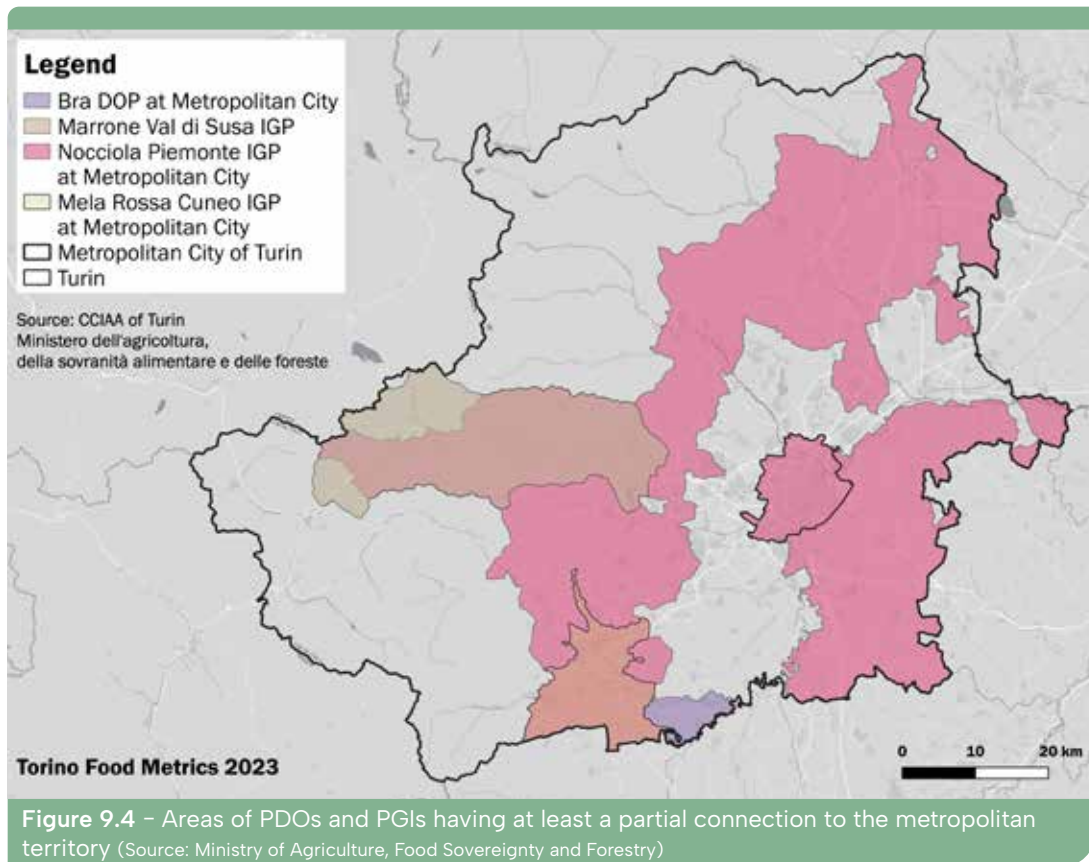 Legend
Bra DOP at Metropolitan City
Marrone Val di Susa IGP
Nocciola Piemonte IGP
at Metropolitan City
Mela Rossa Cuneo IGP
at Metropolitan City
Metropolitan City of Turin
Turin
Source: CCIAA of Turin
Ministero dell'agricoltura,
della sovranità alimentare e delle foreste
Torino Food Metrics 2023
0 10 20 km
Figure 9.4 – Areas of PDOs and PGIs having at least a partial connection to the metropolitan
territory (Source: Ministry of Agriculture, Food Sovereignty and Forestry)